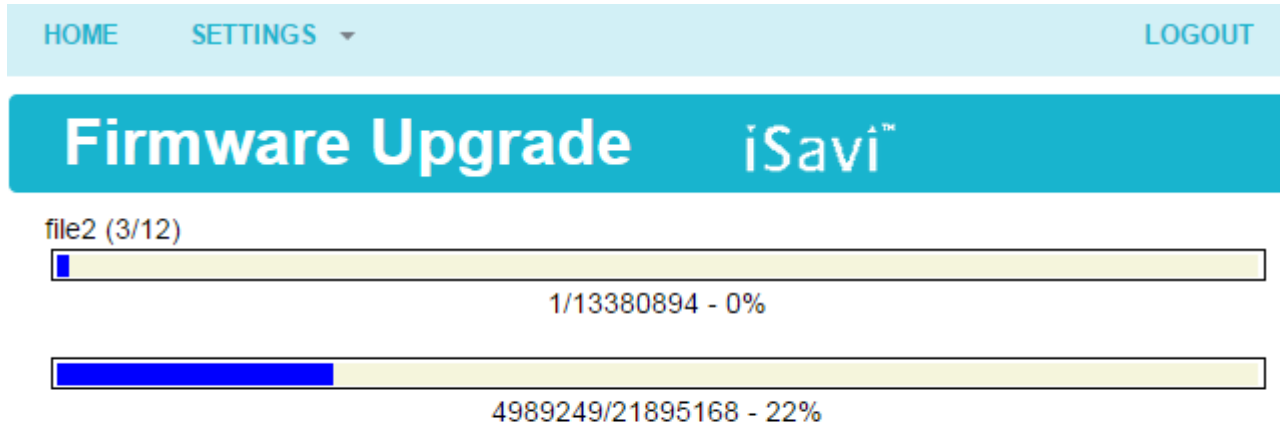 HOME SETTINGS LOGOUT
Firmware Upgrade iSavi™
file2 (3/12)
1/13380894 - 0%
4989249/21895168 - 22%